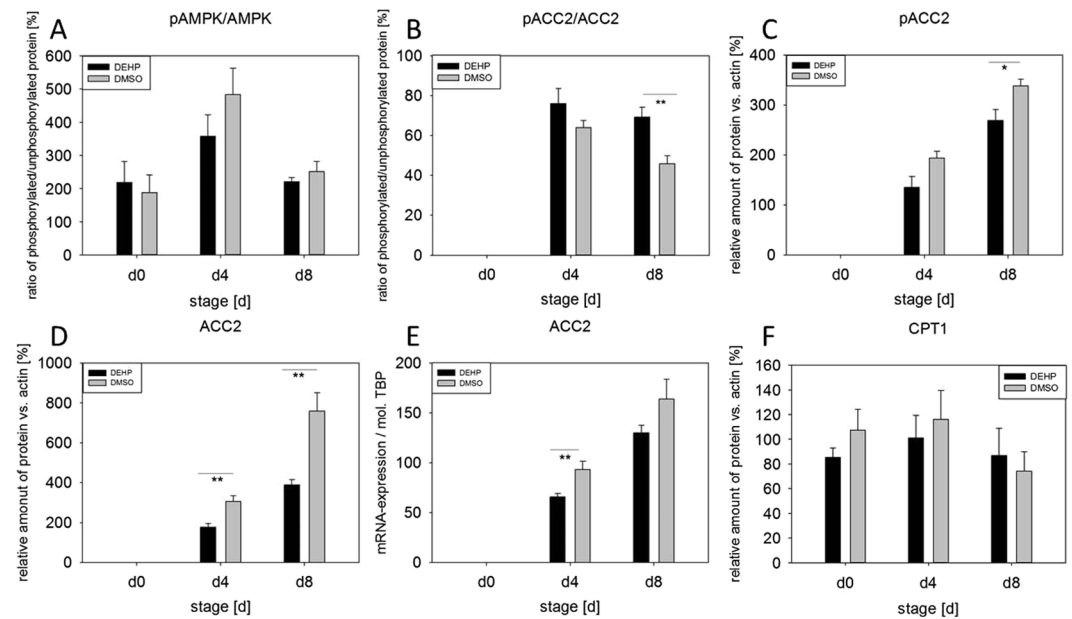 A
pAMPK/AMPK
ratio of phosphorylated/unphosphorylated protein [%]
600
500
400
300
200
100
0
DEHP
DMSO
d0 d4 d8
stage [d]
B
pACC2/ACC2
ratio of phosphorylated/unphosphorylated protein [%]
100
80
60
40
20
0
DEHP
DMSO
**
d0 d4 d8
stage [d]
C
pACC2
relative amount of protein vs. actin [%]
400
300
200
100
0
DEHP
DMSO
*
d0 d4 d8
stage [d]
D
ACC2
relative amonut of protein vs. actin [%]
1000
800
600
400
200
0
DEHP
DMSO
**
**
d0 d4 d8
stage [d]
E
ACC2
mRNA-expression / mol. TBP
200
150
100
50
0
DEHP
DMSO
**
d0 d4 d8
stage [d]
F
CPT1
relative amount of protein vs. actin [%]
160
140
120
100
80
60
40
20
0
DEHP
DMSO
d0 d4 d8
stage [d]